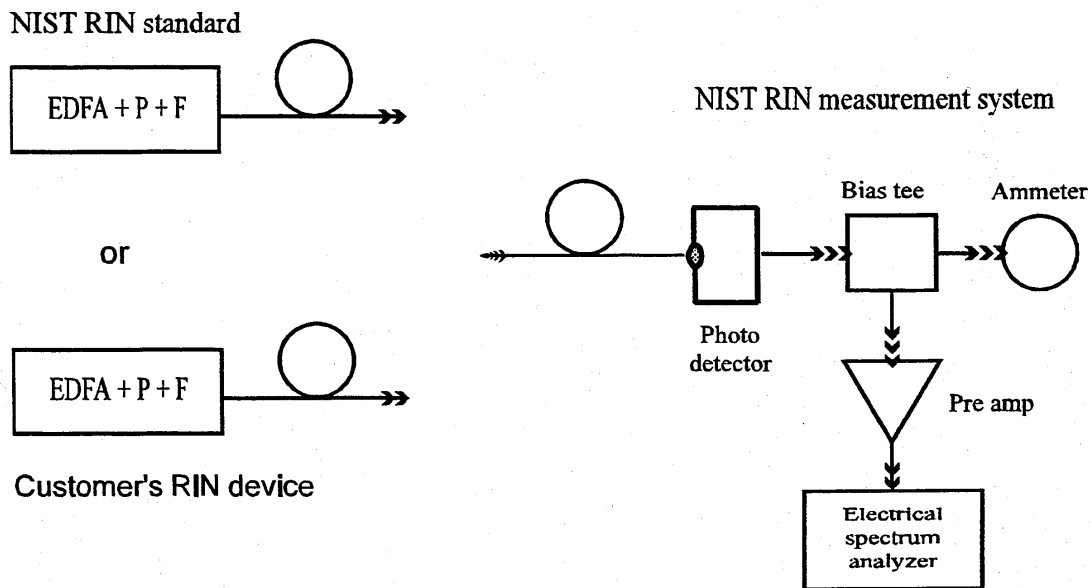 NIST RIN standard
EDFA + P + F
or
EDFA + P + F
Customer's RIN device
NIST RIN measurement system
Bias tee
Ammeter
Photo
detector
Pre amp
Electrical
spectrum
analyzer